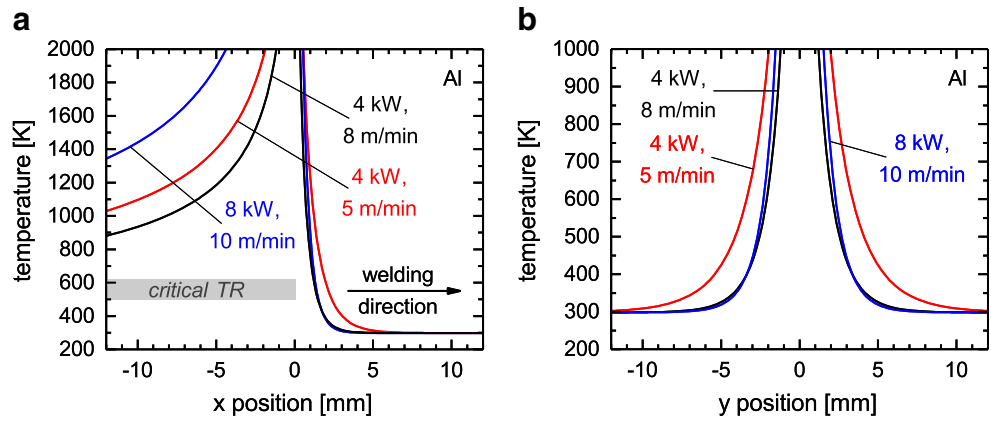 a
2000
1800
1600
1400
1200
1000
800
600
400
200
temperature [K]
Al
4 kW,
8 m/min
4 kW,
5 m/min
8 kW,
10 m/min
critical TR
welding
direction
-10
-5
0
5
10
x position [mm]
b
1000
900
800
700
600
500
400
300
200
temperature [K]
Al
4 kW,
8 m/min
4 kW,
5 m/min
8 kW,
10 m/min
-10
-5
0
5
10
y position [mm]